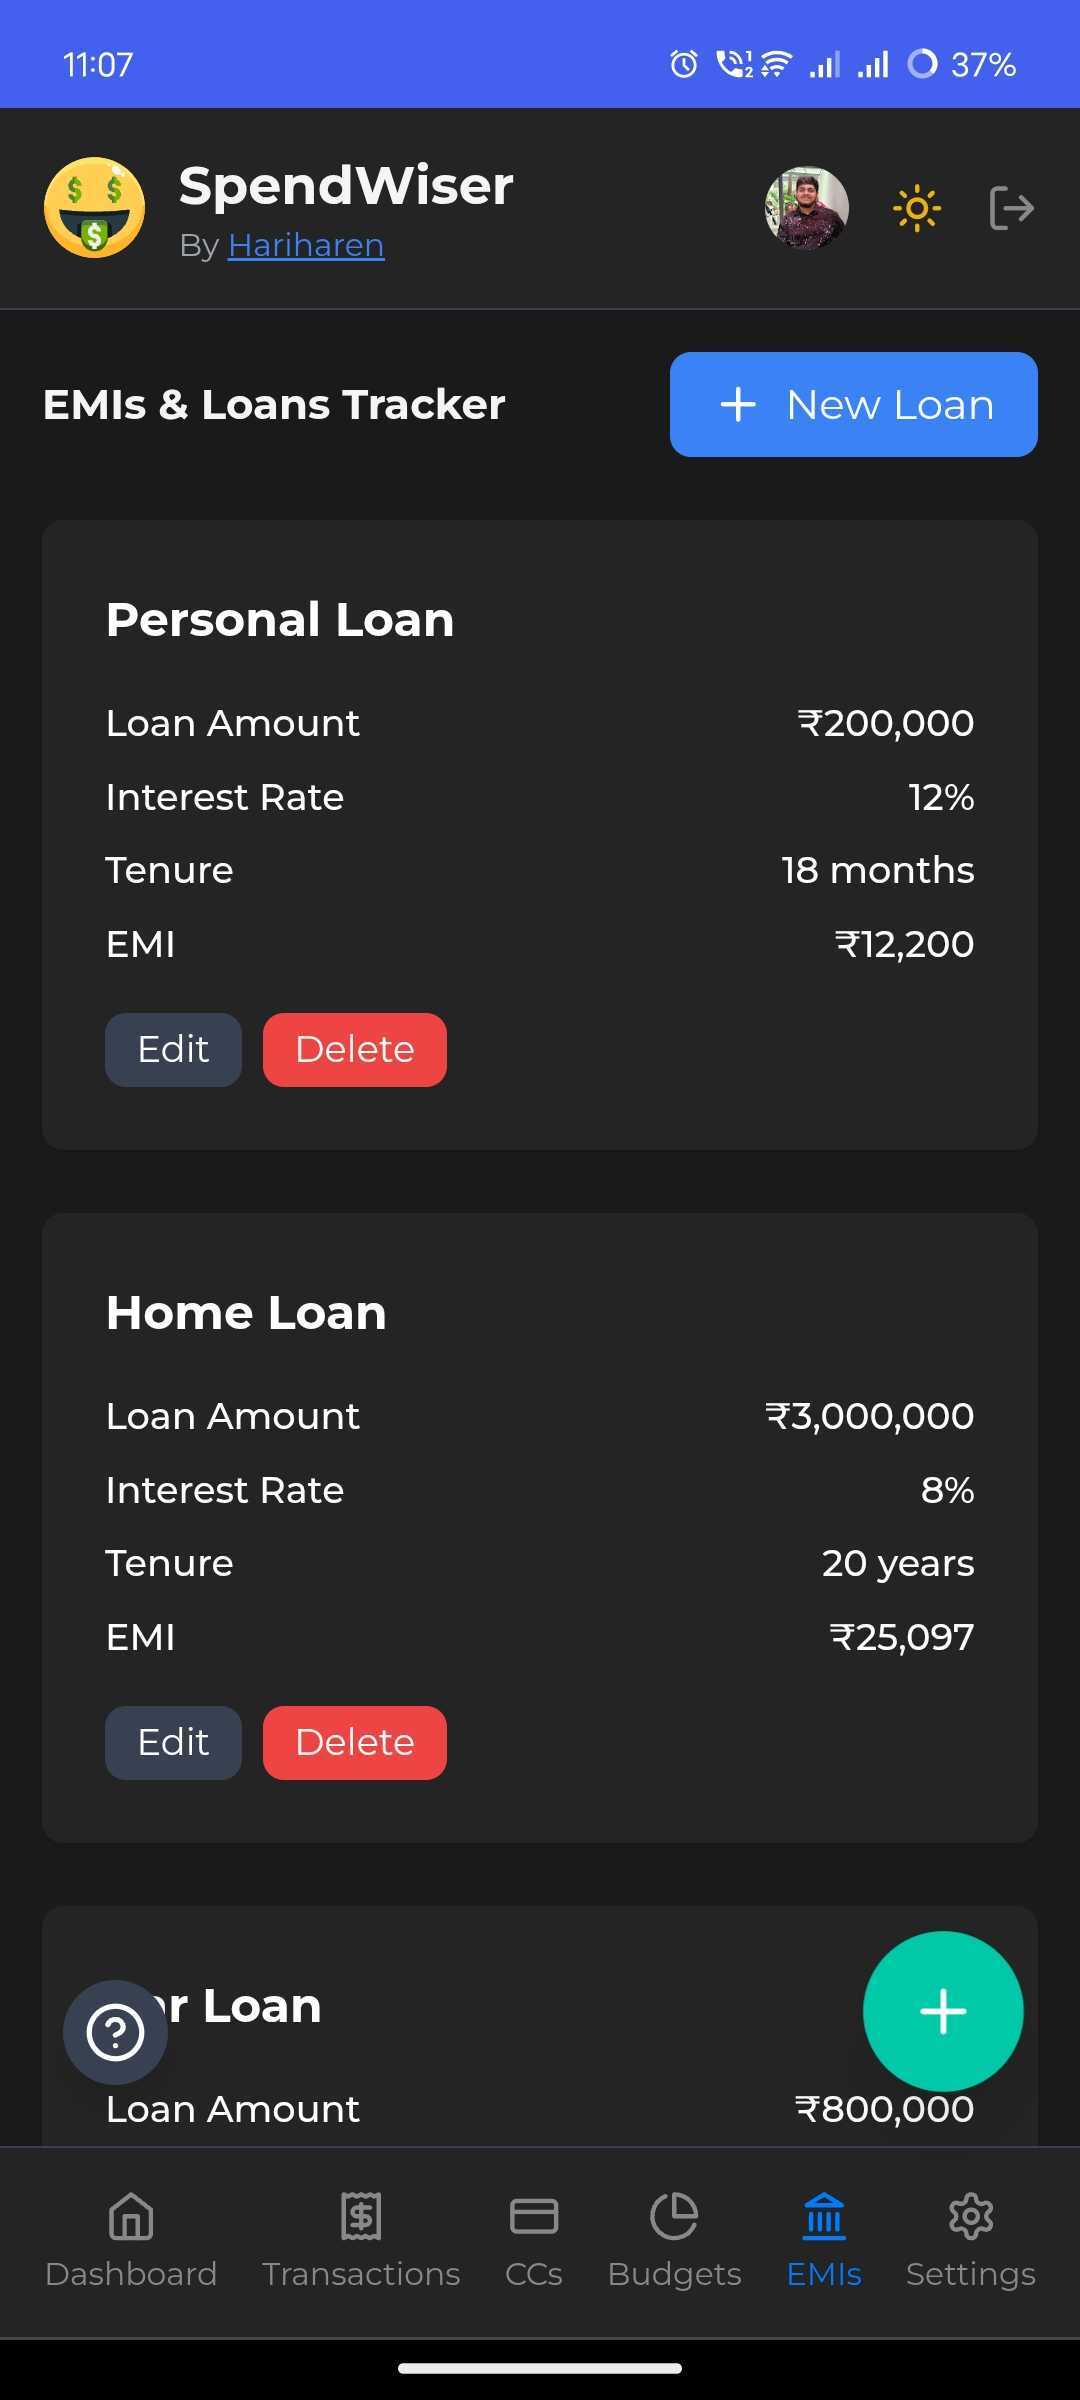 11:07 37%
SpendWiser
By Hariharen
EMIs & Loans Tracker + New Loan
Personal Loan
Loan Amount ₹200,000
Interest Rate 12%
Tenure 18 months
EMI ₹12,200
Edit Delete
Home Loan
Loan Amount ₹3,000,000
Interest Rate 8%
Tenure 20 years
EMI ₹25,097
Edit Delete
Loan
Loan Amount ₹800,000
Dashboard Transactions CCs Budgets EMIs Settings